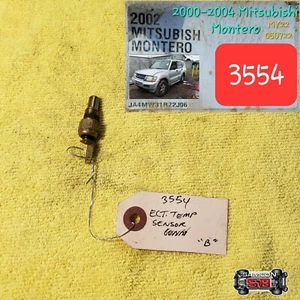 2000-2004 Mitsubishi
Montero
2002
MITSUBISHI
MONTERO
3554
JA4MW31R72J06
3554
ECT. TEMP
SENSOR
"B"